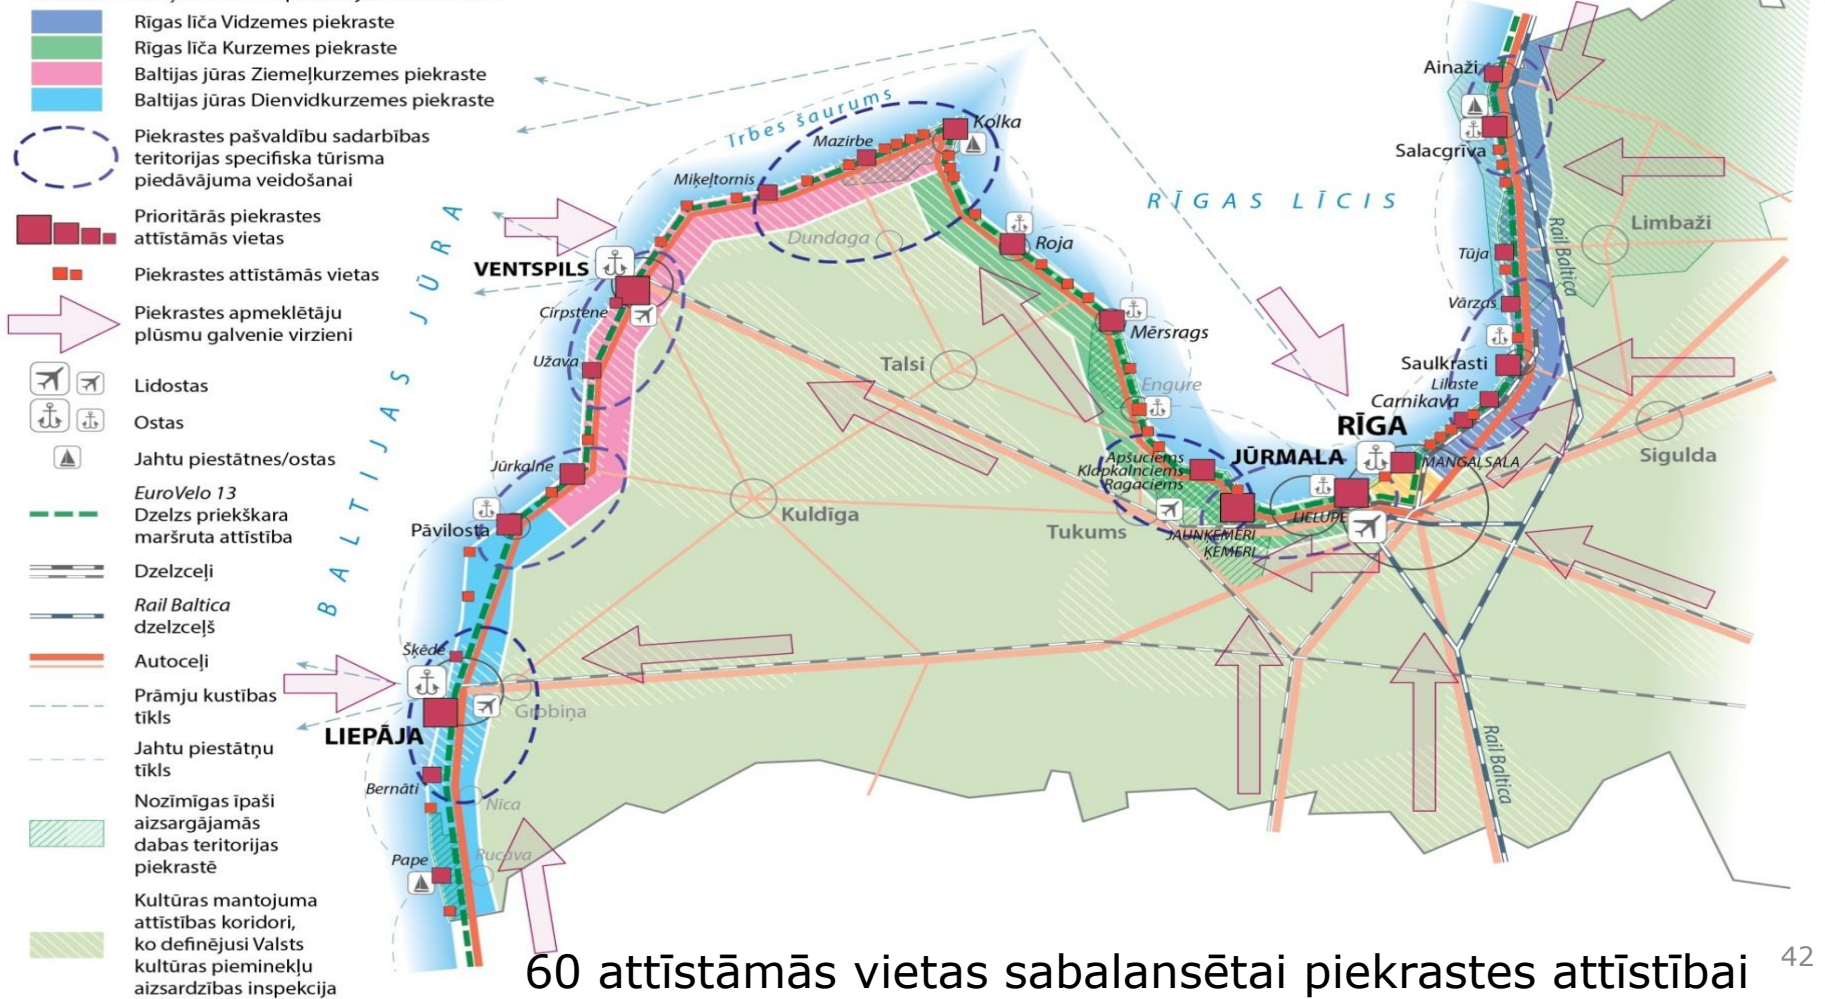 Rīgas līča Vidzemes piekraste
Rīgas līča Kurzemes piekraste
Baltijas jūras Ziemeļkurzemes piekraste
Baltijas jūras Dienvidkurzemes piekraste
Piekrastes pašvaldību sadarbības
teritorijas specifiska tūrisma
piedāvājuma veidošanai
Prioritārās piekrastes
attīstāmās vietas
Piekrastes attīstāmās vietas
Piekrastes apmeklētāju
plūsmu galvenie virzieni
Lidostas
Ostas
Jahtu piestātnes/ostas
EuroVelo 13
Dzelzs priekškara
maršruta attīstība
Dzelzceļi
Rail Baltica
dzelzceļš
Autoceļi
Prāmju kustības
tīkls
Jahtu piestātņu
tīkls
Nozīmīgas īpaši
aizsargājamās
dabas teritorijas
piekrastē
Kultūras mantojuma
attīstības koridori,
ko definējusi Valsts
kultūras pieminekļu
aizsardzības inspekcija
BALTIJAS JŪRA
Irbes šaurums
RĪGAS LĪCIS
Kolka
Mazirbe
Miķeļtornis
Dundaga
VENTSPILS
Cirpstene
Užava
Jūrkalne
Pāvilosta
Šķēde
LIEPĀJA
Grobiņa
Bernāti
Nīca
Pape
Rucava
Roja
Mērsrags
Talsi
Engure
Kuldīga
Tukums
Apšuciems
Klapkalnciems
Ragaciems
JŪRMALA
JAUNĶEMERI
ĶEMERI
LIELUPE
RĪGA
MANGAĻSALA
Carnikava
Lilaste
Saulkrasti
Vārzas
Tūja
Salacgrīva
Ainaži
Limbaži
Sigulda
Rail Baltica
Rail Baltica
60 attīstāmās vietas sabalansētai piekrastes attīstībai
42